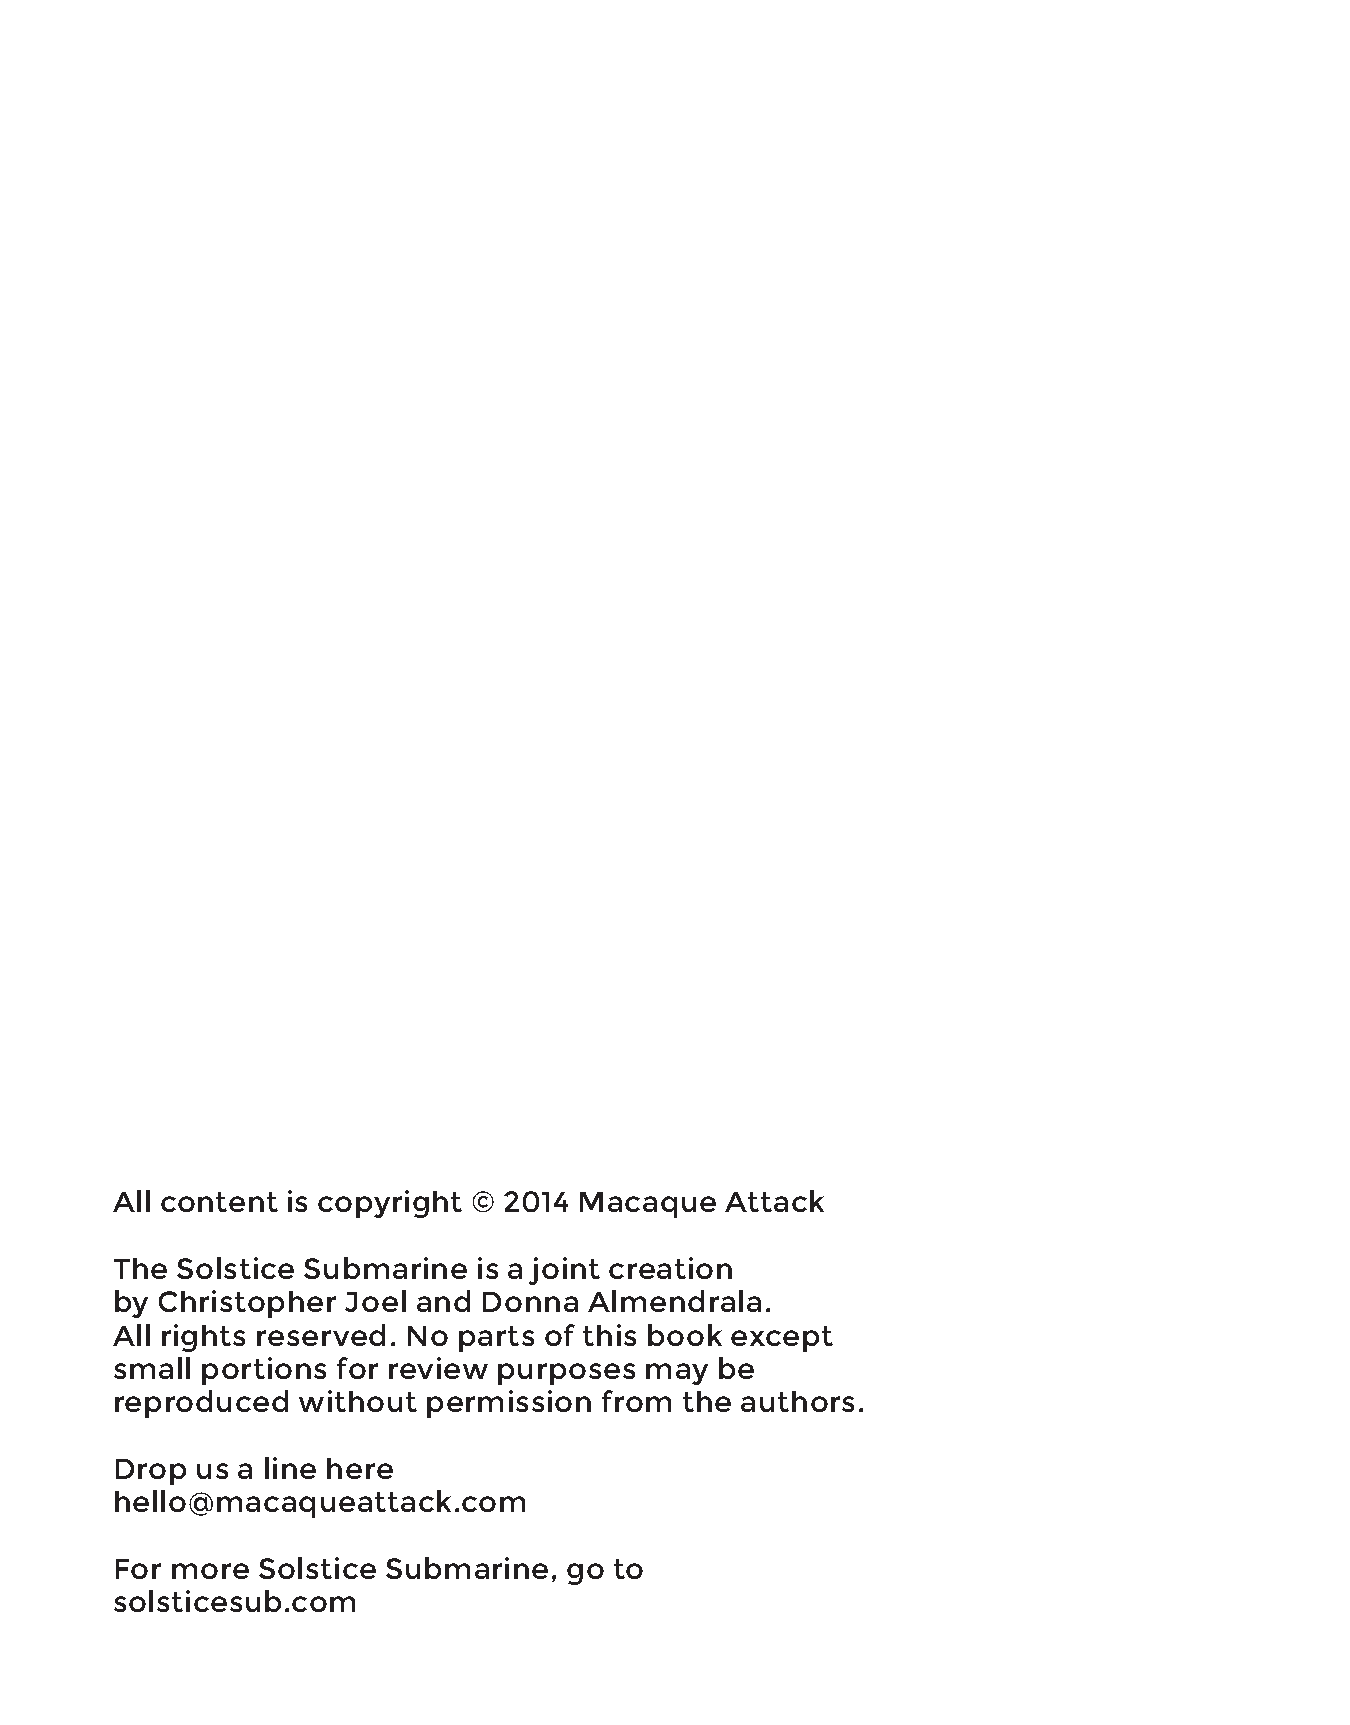 All content is copyright © 2014 Macaque Attack
The Solstice Submarine is a joint creation
by Christopher Joel and Donna Almendrala.
All rights reserved. No parts of this book except
small portions for review purposes may be
reproduced without permission from the authors.
Drop us a line here
hello@macaqueattack.com
For more Solstice Submarine, go to
solsticesub.com